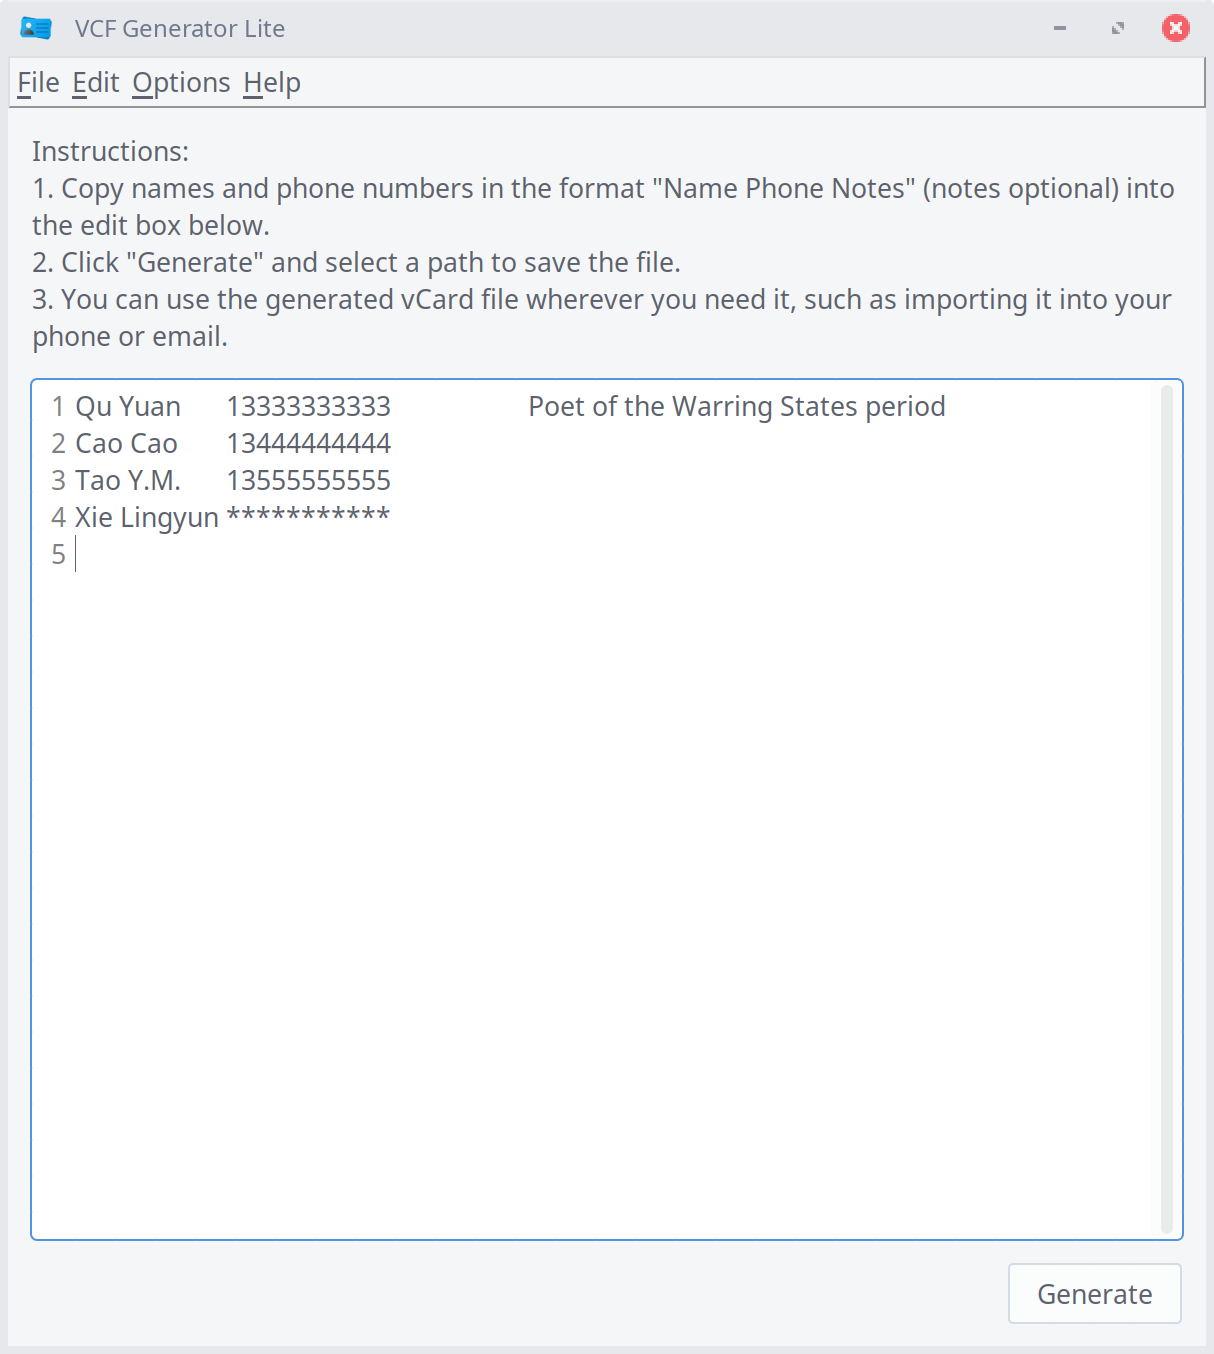 VCF Generator Lite
File Edit Options Help
Instructions:
1. Copy names and phone numbers in the format "Name Phone Notes" (notes optional) into
the edit box below.
2. Click "Generate" and select a path to save the file.
3. You can use the generated vCard file wherever you need it, such as importing it into your
phone or email.
1 Qu Yuan 13333333333 Poet of the Warring States period
2 Cao Cao 13444444444
3 Tao Y.M. 13555555555
4 Xie Lingyun ***********
5
Generate